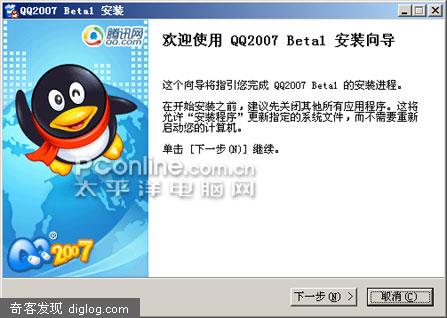 QQ2007 Beta1 安装
腾讯网
QQ.com
欢迎使用 QQ2007 Beta1 安装向导
这个向导将指引您完成 QQ2007 Beta1 的安装进程。
在开始安装之前,建议先关闭其他所有应用程序。这将
允许“安装程序”更新指定的系统文件,而不需要重新
启动您的计算机。
单击 [下一步(N)] 继续。
PConline.com.cn
太平洋电脑网
QQ®
2007
下一步(N) >
取消(C)
奇客发现 diglog.com